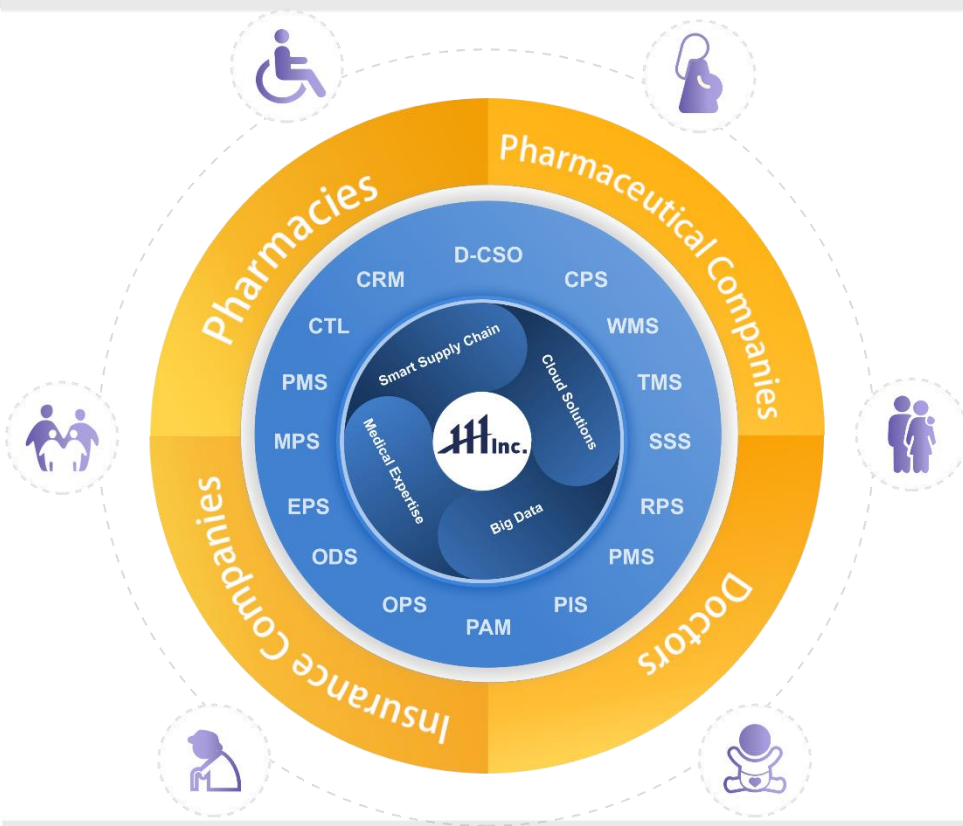 Pharmacies
Pharmaceutical Companies
Doctors
Insurance Companies
D-CSO
CPS
WMS
TMS
SSS
RPS
PMS
PIS
PAM
OPS
ODS
EPS
MPS
PMS
CTL
CRM
Smart Supply Chain
Cloud Solutions
Big Data
Medical Expertise
111 Inc.